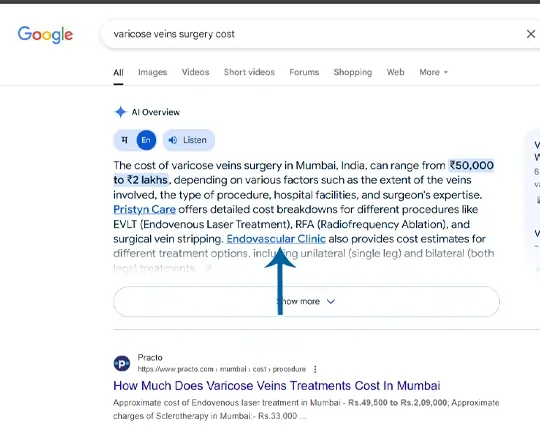 Google
varicose veins surgery cost
All Images Videos Short videos Forums Shopping Web More
AI Overview
म En Listen
The cost of varicose veins surgery in Mumbai, India, can range from ₹50,000
to ₹2 lakhs, depending on various factors such as the extent of the veins
involved, the type of procedure, hospital facilities, and surgeon's expertise.
Pristyn Care offers detailed cost breakdowns for different procedures like
EVLT (Endovenous Laser Treatment), RFA (Radiofrequency Ablation), and
surgical vein stripping. Endovascular Clinic also provides cost estimates for
different treatment options, including unilateral (single leg) and bilateral (both
legs) treatments.
Show more
Practo
https://www.practo.com › mumbai › cost › procedure
How Much Does Varicose Veins Treatments Cost In Mumbai
Approximate cost of Endovenous laser treatment in Mumbai:- Rs.49,500 to Rs.2,09,000; Approximate
charges of Sclerotherapy in Mumbai:- Rs.33,000 ...